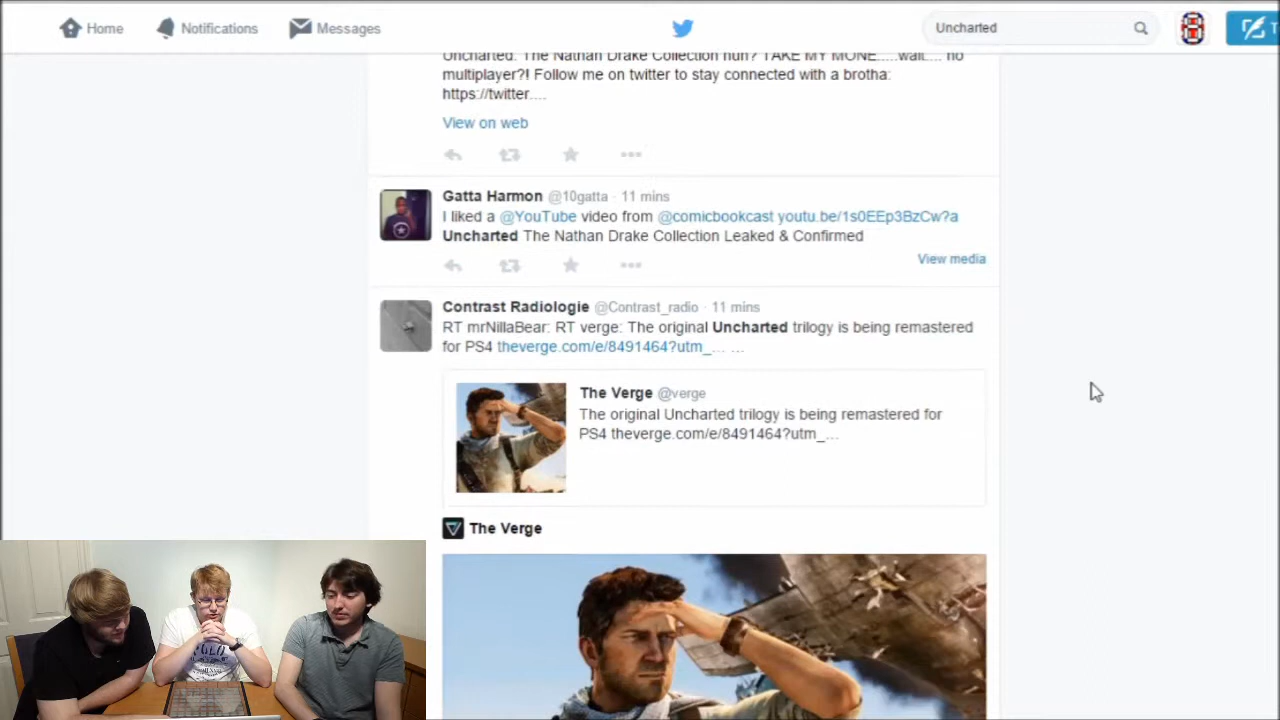 Home Notifications Messages Uncharted
Uncharted: The Nathan Drake Collection huh? TAKE MY MONE.....wait.... no
multiplayer?! Follow me on twitter to stay connected with a brotha:
https://twitter....
View on web
Gatta Harmon @10gatta · 11 mins
I liked a @YouTube video from @comicbookcast youtu.be/1s0EEp3BzCw?a
Uncharted The Nathan Drake Collection Leaked & Confirmed
View media
Contrast Radiologie @Contrast_radio · 11 mins
RT mrNillaBear: RT verge: The original Uncharted trilogy is being remastered
for PS4 theverge.com/e/8491464?utm_... ...
The Verge @verge
The original Uncharted trilogy is being remastered for
PS4 theverge.com/e/8491464?utm_...
The Verge